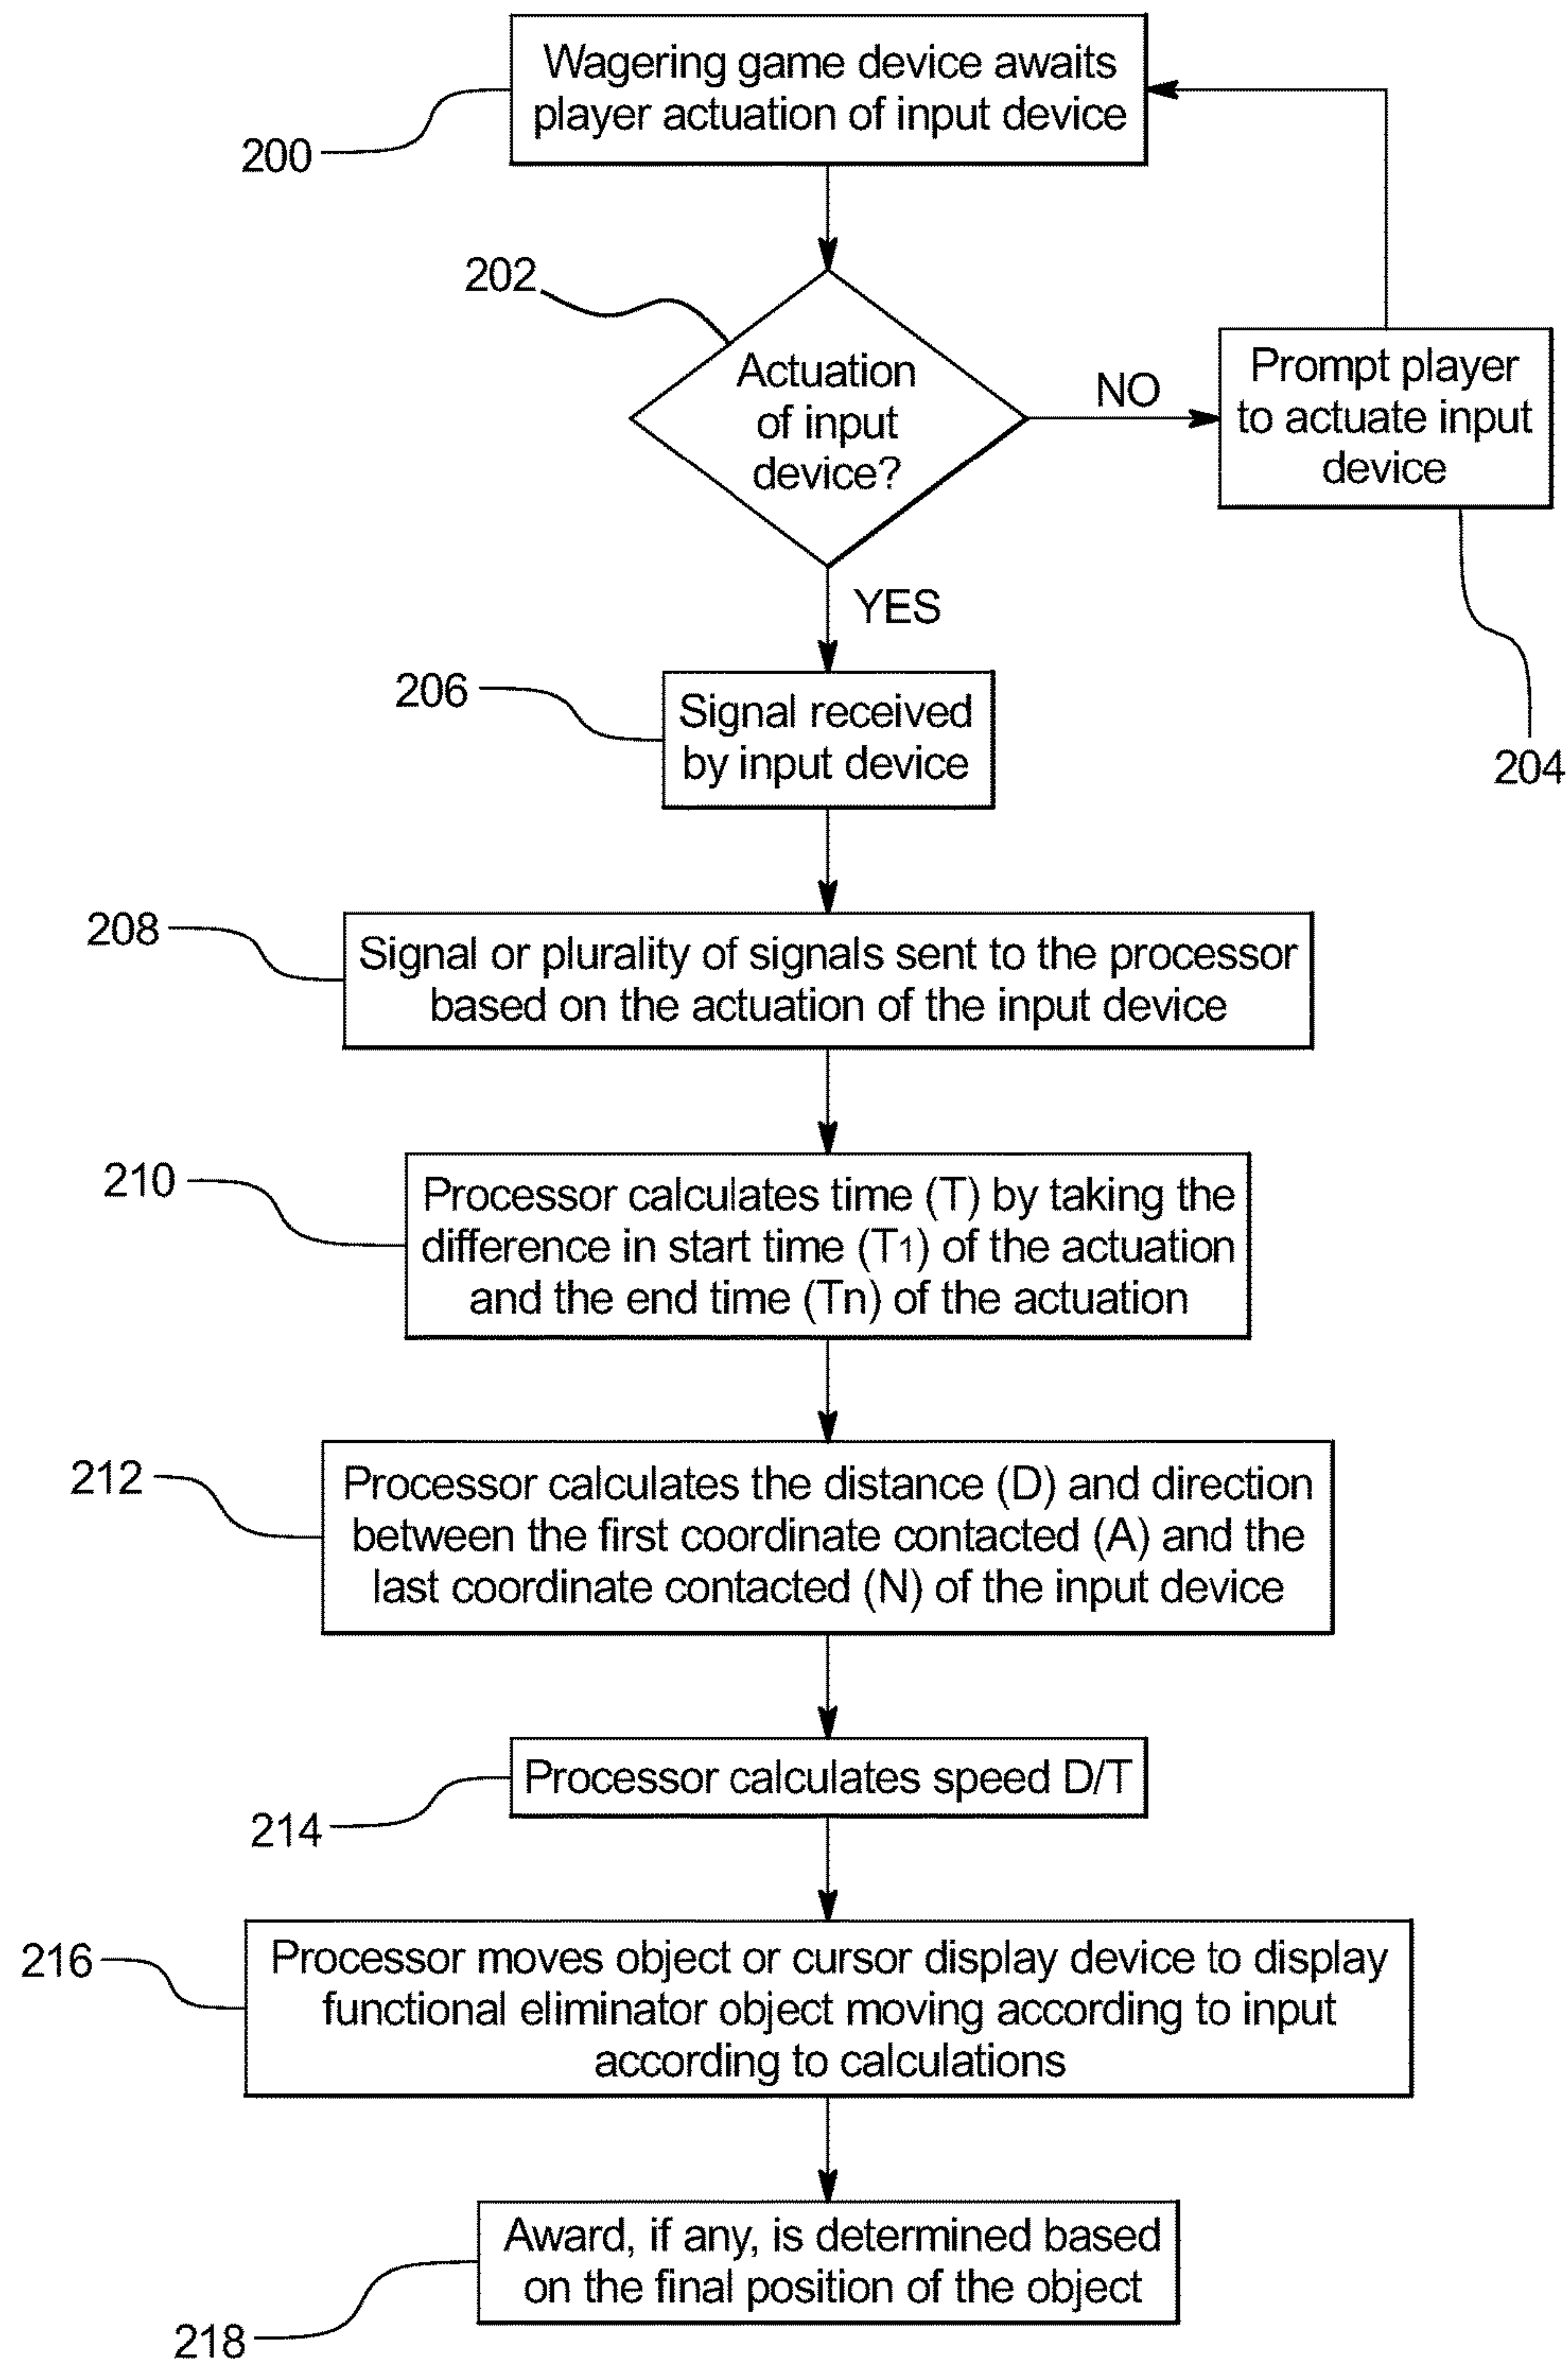 Wagering game device awaits
player actuation of input device
200
202
Actuation
of input
device?
NO
Prompt player
to actuate input
device
204
YES
206
Signal received
by input device
208
Signal or plurality of signals sent to the processor
based on the actuation of the input device
210
Processor calculates time (T) by taking the
difference in start time (T1) of the actuation
and the end time (Tn) of the actuation
212
Processor calculates the distance (D) and direction
between the first coordinate contacted (A) and the
last coordinate contacted (N) of the input device
214
Processor calculates speed D/T
216
Processor moves object or cursor display device to display
functional eliminator object moving according to input
according to calculations
218
Award, if any, is determined based
on the final position of the object